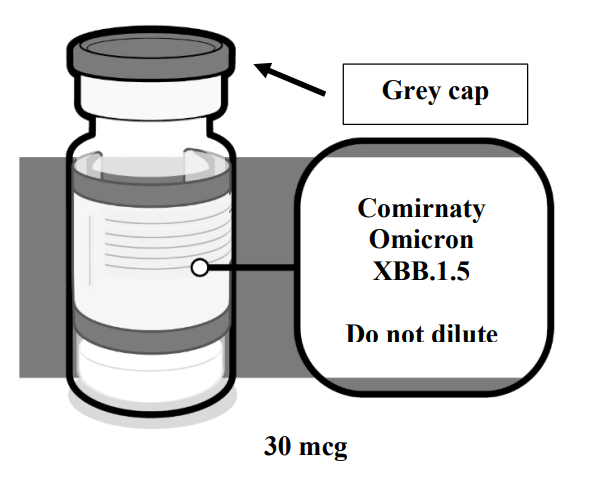 Grey cap
Comirnaty
Omicron
XBB.1.5
Do not dilute
30 mcg